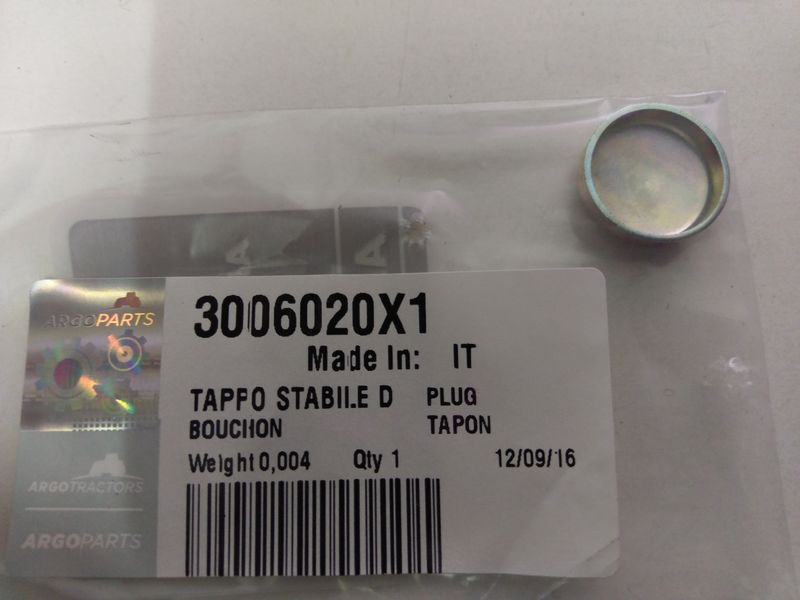 3006020X1
Made In: IT
ARGOPARTS
TAPPO STABILE D PLUG
BOUCHON TAPON
Weight 0,004 Qty 1 12/09/16
ARGOTRACTORS
ARGOPARTS